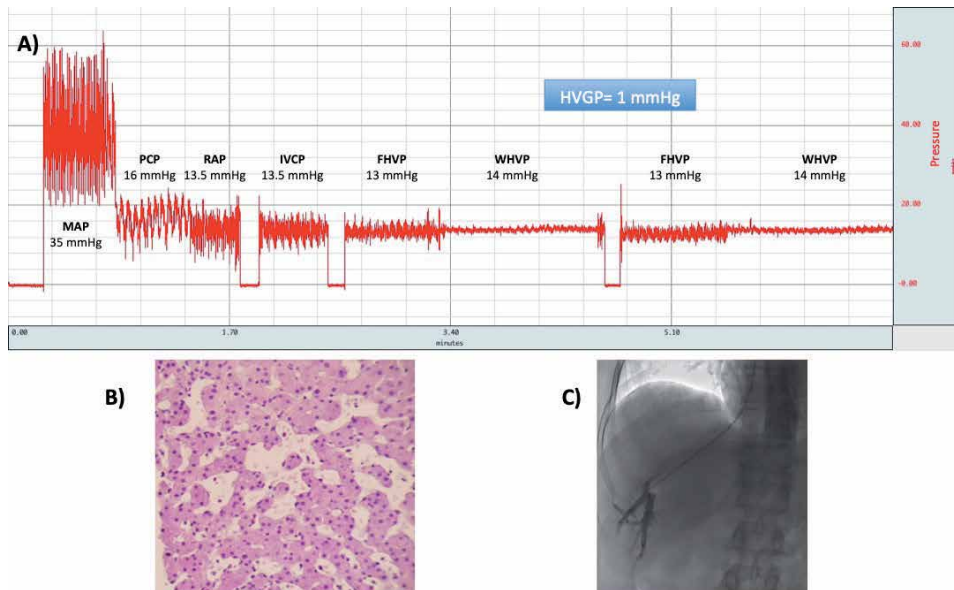 A)
HVGP= 1 mmHg
60.00
40.00
20.00
-0.00
Pressure
PCP
16 mmHg
RAP
13.5 mmHg
IVCP
13.5 mmHg
FHVP
13 mmHg
WHVP
14 mmHg
FHVP
13 mmHg
WHVP
14 mmHg
MAP
35 mmHg
0.00
1.70
3.40
5.10
minutes
B)
C)